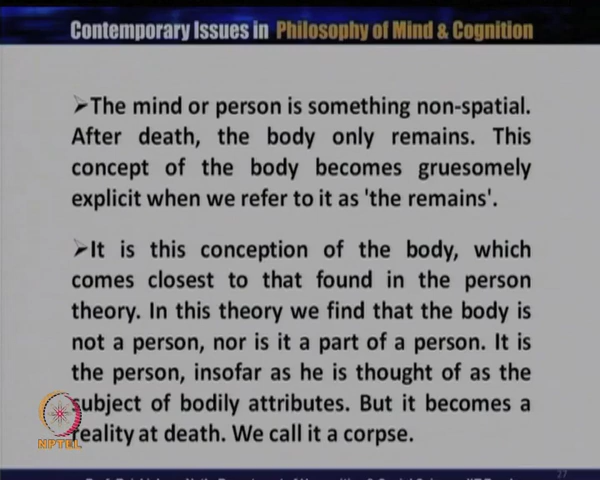 Contemporary Issues in Philosophy of Mind & Cognition
➤The mind or person is something non-spatial.
After death, the body only remains. This
concept of the body becomes gruesomely
explicit when we refer to it as 'the remains'.
➤It is this conception of the body, which
comes closest to that found in the person
theory. In this theory we find that the body is
not a person, nor is it a part of a person. It is
the person, insofar as he is thought of as the
subject of bodily attributes. But it becomes a
reality at death. We call it a corpse.
NPTEL
27